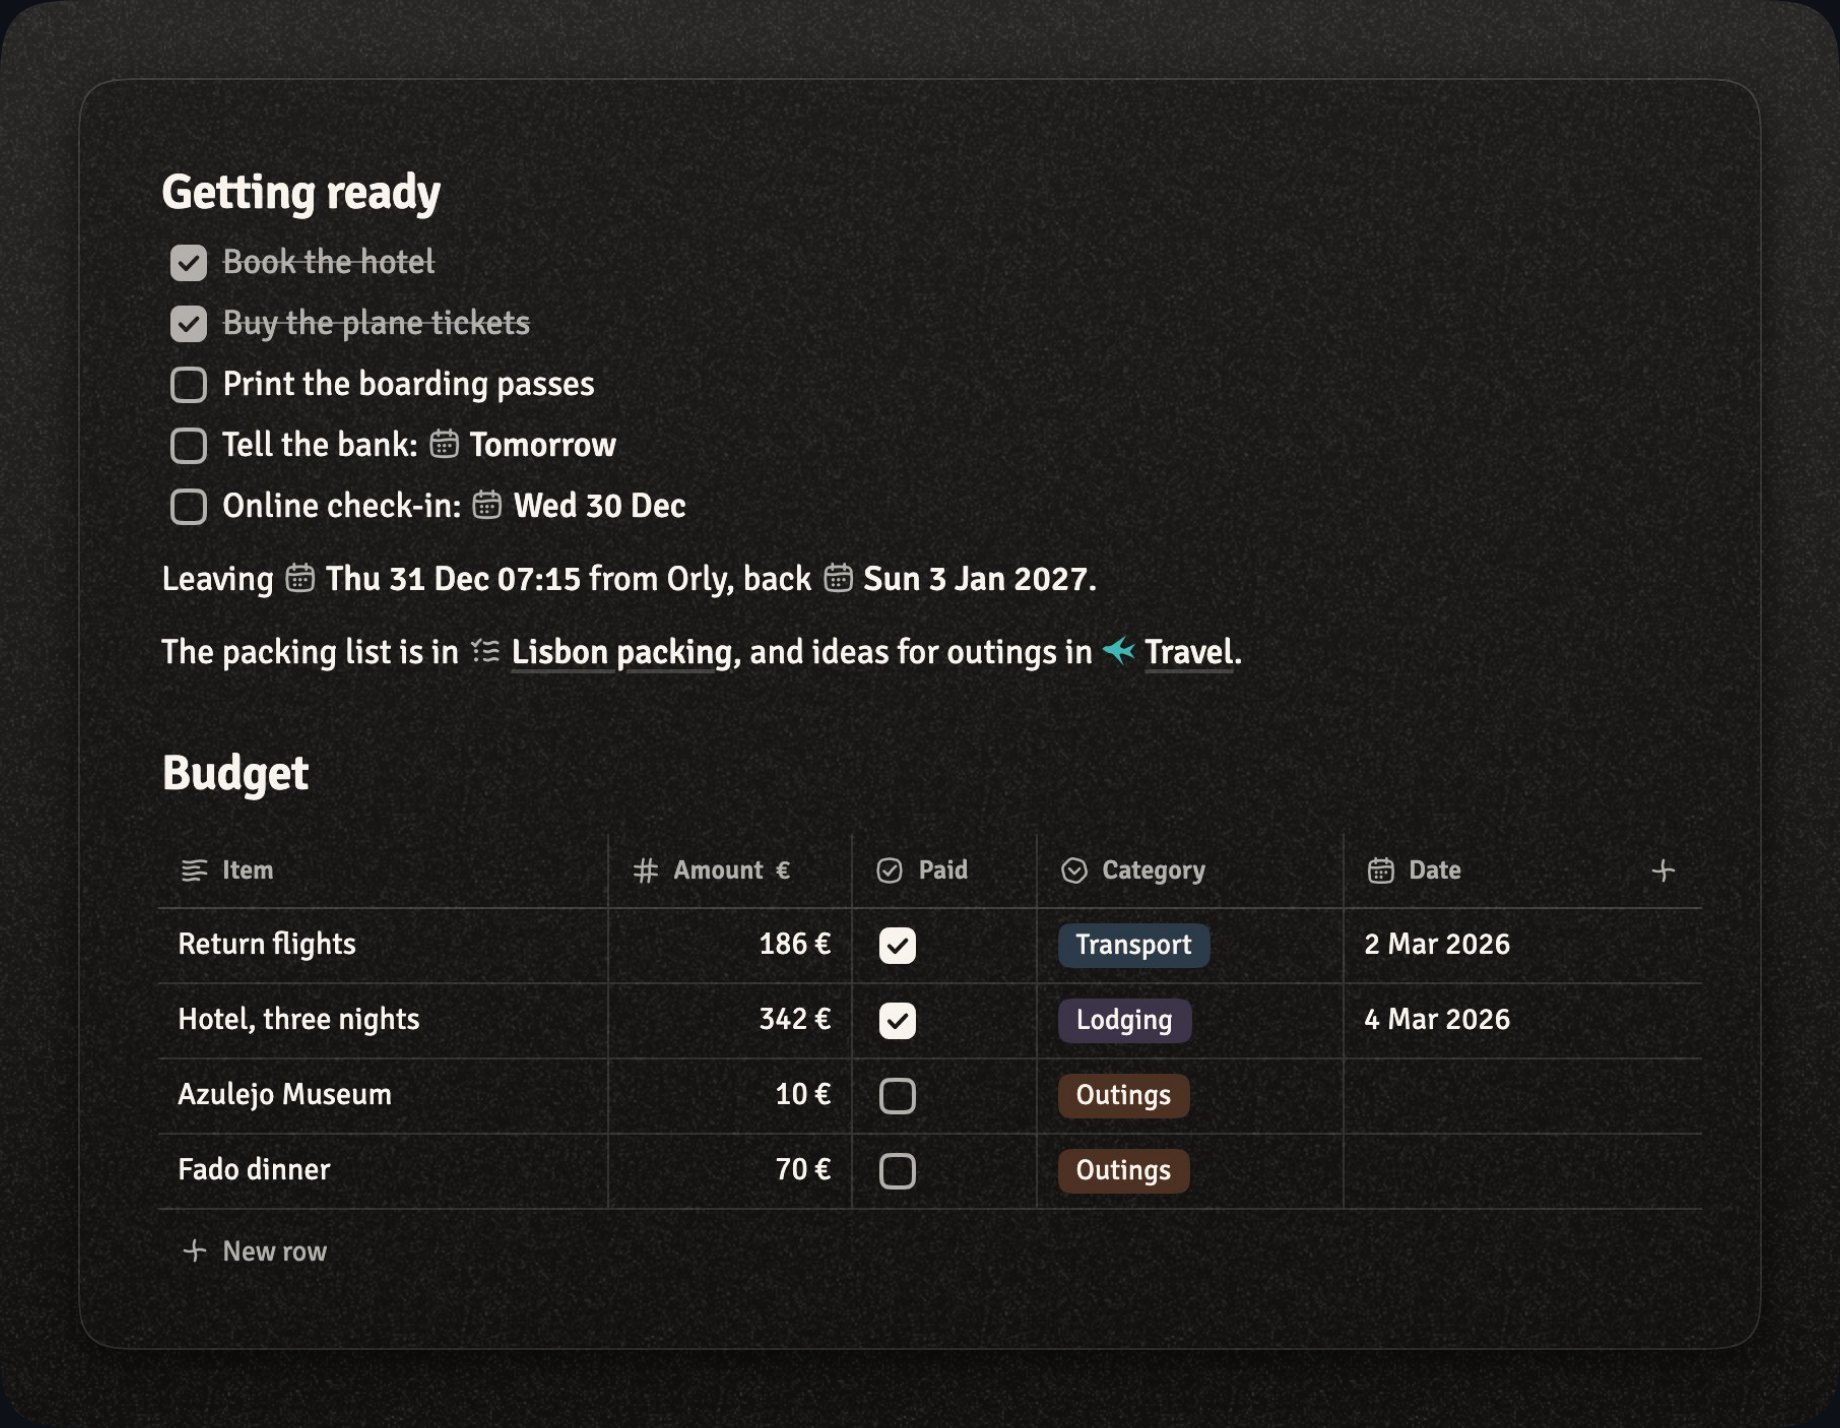 Getting ready
Book the hotel
Buy the plane tickets
Print the boarding passes
Tell the bank: Tomorrow
Online check-in: Wed 30 Dec
Leaving Thu 31 Dec 07:15 from Orly, back Sun 3 Jan 2027.
The packing list is in Lisbon packing, and ideas for outings in Travel.
Budget
Item Amount € Paid Category Date
Return flights 186 € Transport 2 Mar 2026
Hotel, three nights 342 € Lodging 4 Mar 2026
Azulejo Museum 10 € Outings
Fado dinner 70 € Outings
New row